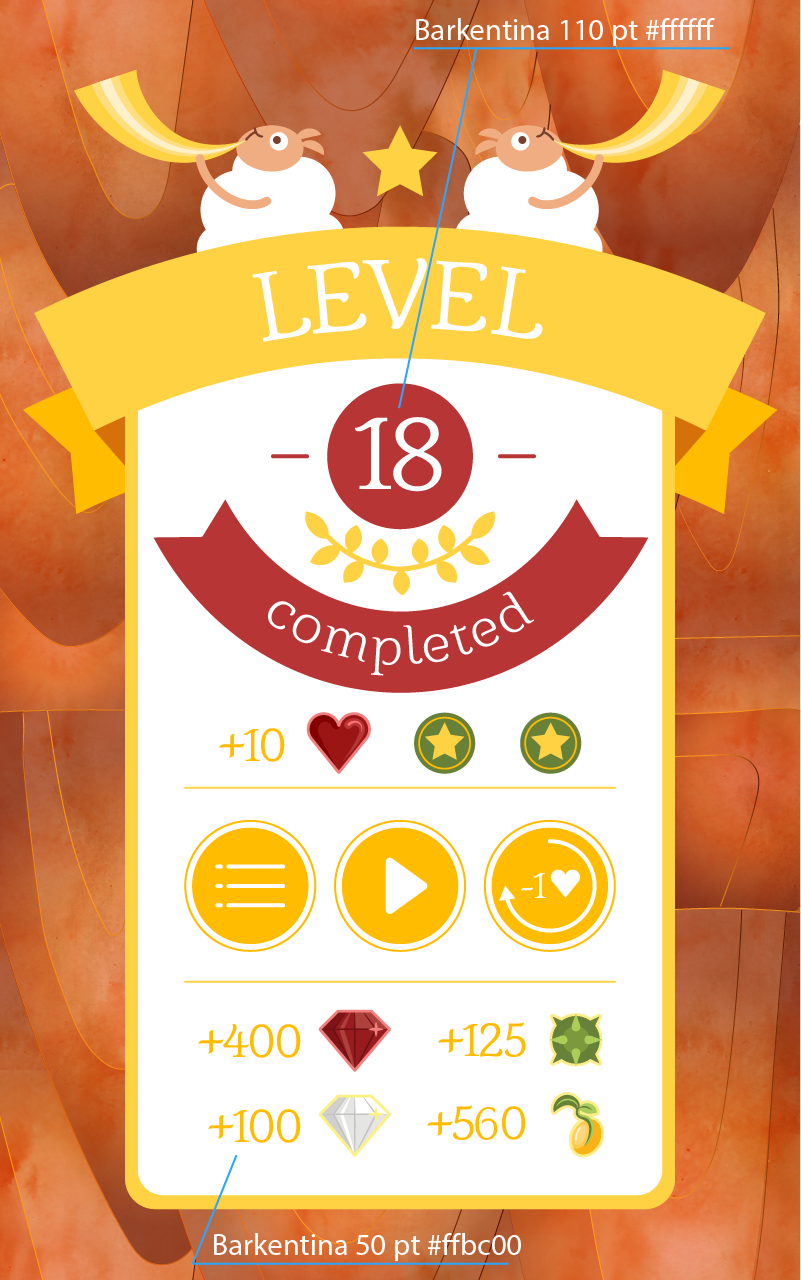 Barkentina 110 pt #ffffff
LEVEL
18
completed
+10
-1
+400
+125
+100
+560
Barkentina 50 pt #ffbc00